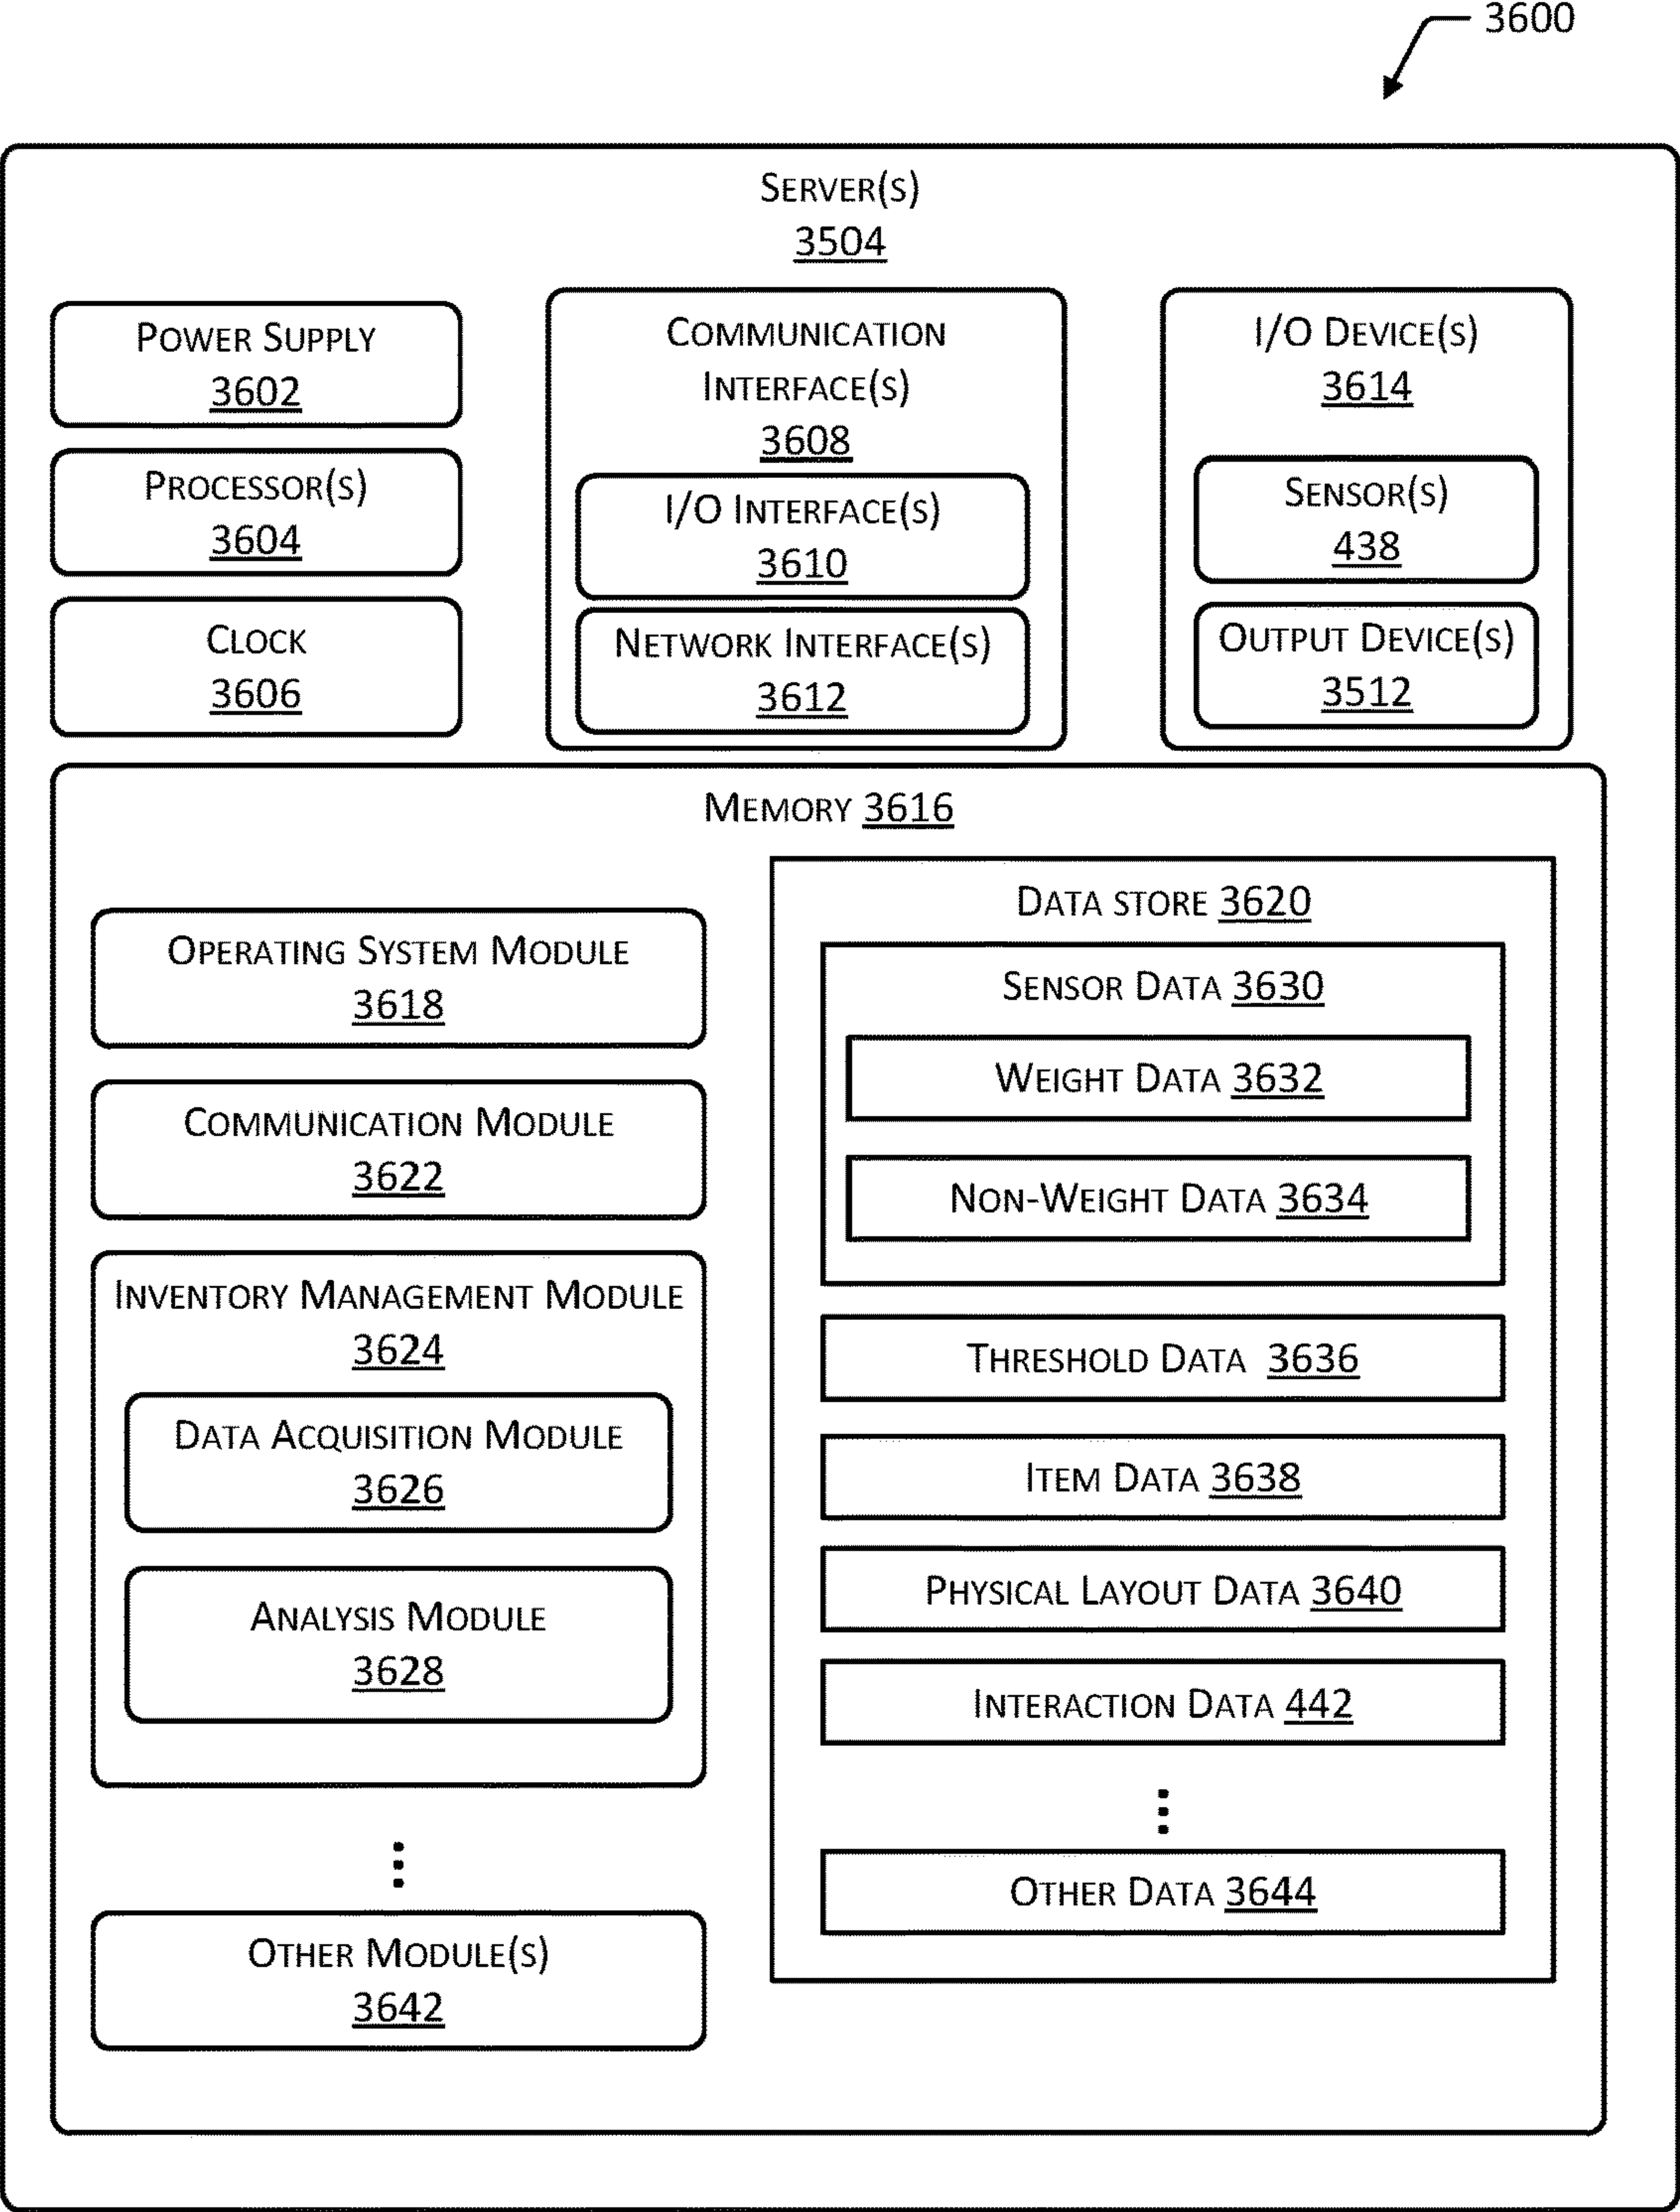 3600
SERVER(S)
3504
POWER SUPPLY
3602
PROCESSOR(S)
3604
CLOCK
3606
COMMUNICATION
INTERFACE(S)
3608
I/O INTERFACE(S)
3610
NETWORK INTERFACE(S)
3612
I/O DEVICE(S)
3614
SENSOR(S)
438
OUTPUT DEVICE(S)
3512
MEMORY 3616
OPERATING SYSTEM MODULE
3618
COMMUNICATION MODULE
3622
INVENTORY MANAGEMENT MODULE
3624
DATA ACQUISITION MODULE
3626
ANALYSIS MODULE
3628
OTHER MODULE(S)
3642
DATA STORE 3620
SENSOR DATA 3630
WEIGHT DATA 3632
NON-WEIGHT DATA 3634
THRESHOLD DATA 3636
ITEM DATA 3638
PHYSICAL LAYOUT DATA 3640
INTERACTION DATA 442
OTHER DATA 3644